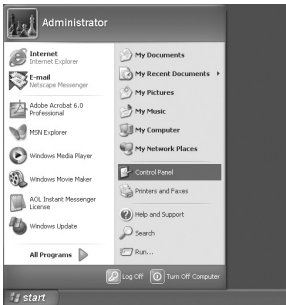 Administrator
Internet
Internet Explorer
E-mail
Netscape Messenger
Adobe Acrobat 6.0
Professional
MSN Explorer
Windows Media Player
Windows Movie Maker
AOL Instant Messenger
License
Windows Update
All Programs
My Documents
My Recent Documents
My Pictures
My Music
My Computer
My Network Places
Control Panel
Printers and Faxes
Help and Support
Search
Run...
Log Off
Turn Off Computer
start